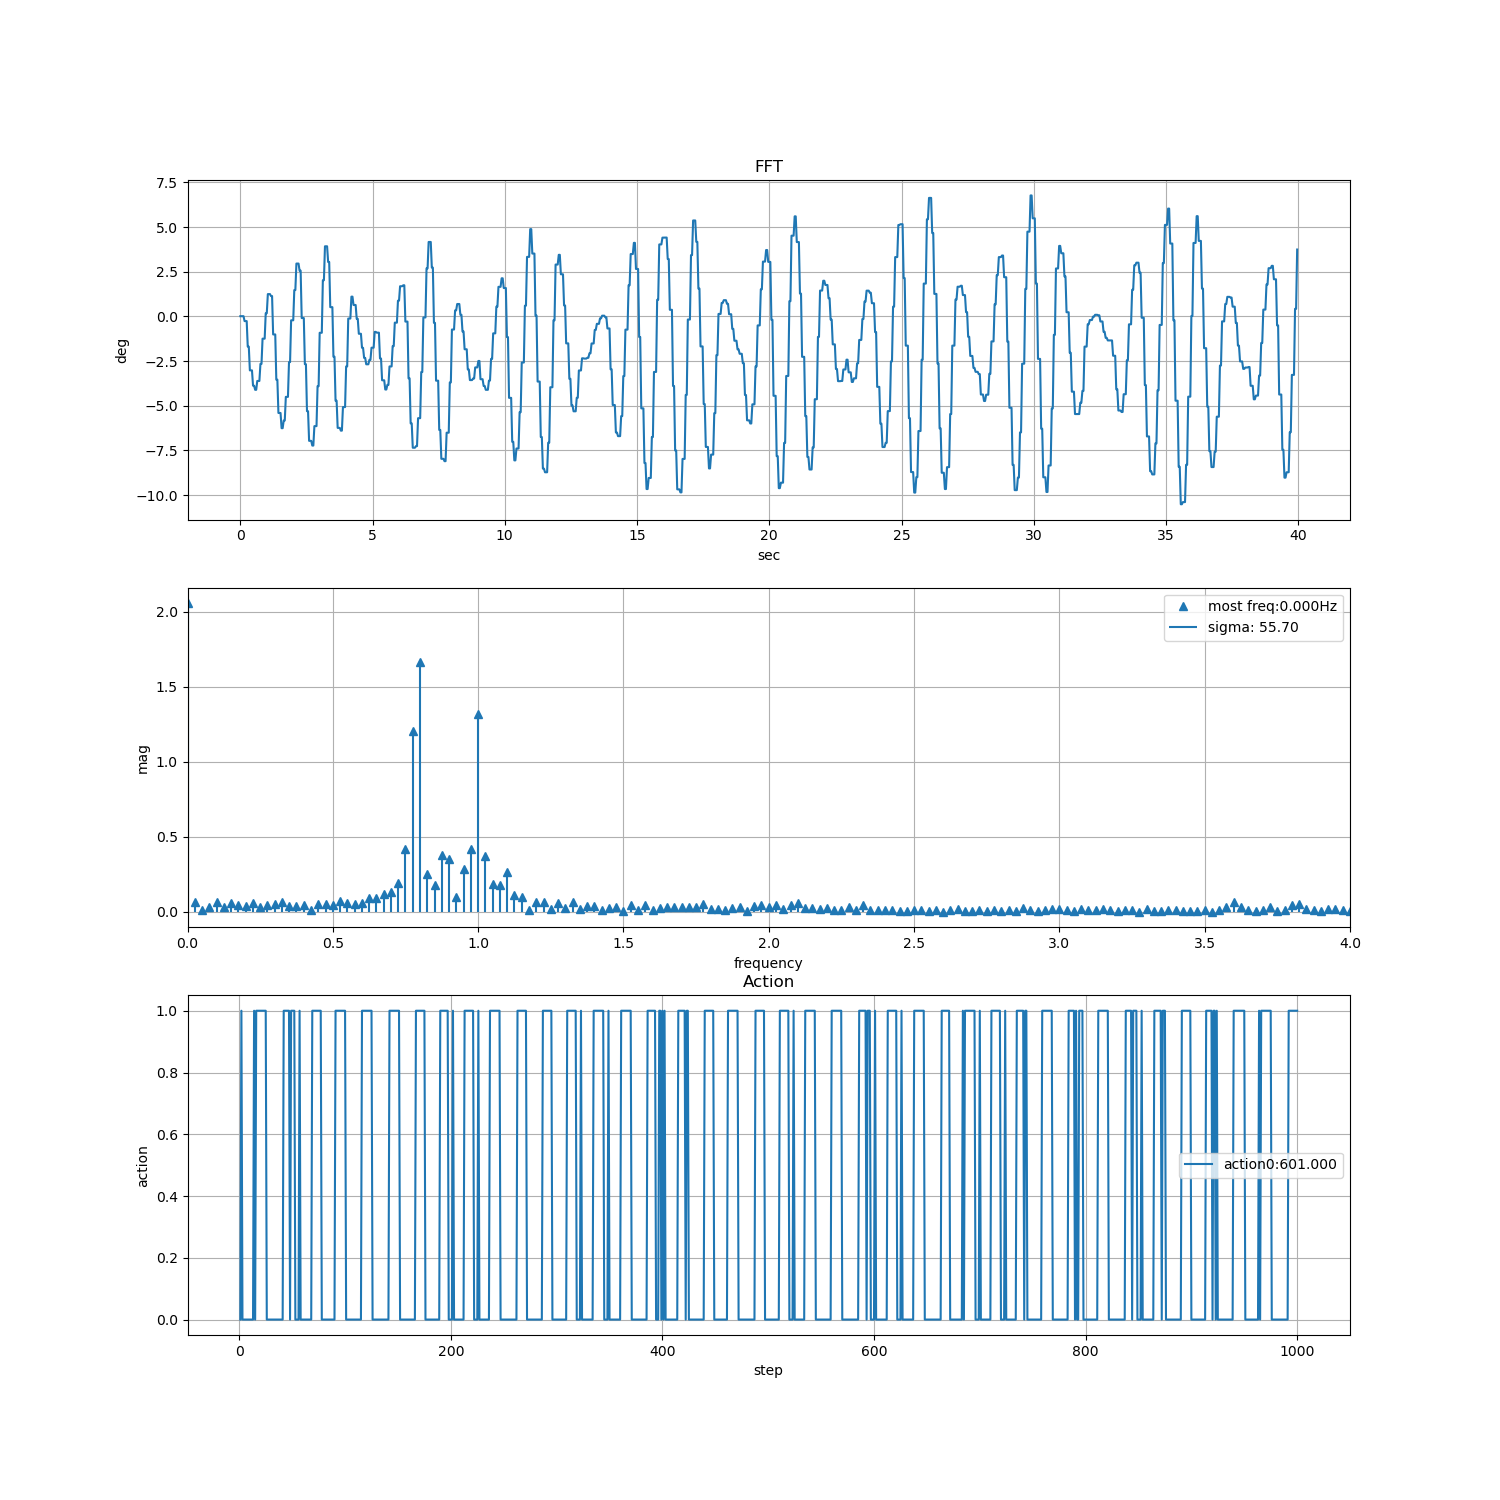 FFT
7.5
5.0
2.5
0.0
−2.5
−5.0
−7.5
−10.0
deg
0 5 10 15 20 25 30 35 40
sec
most freq:0.000Hz
sigma: 55.70
2.0
1.5
1.0
0.5
0.0
mag
0.0 0.5 1.0 1.5 2.0 2.5 3.0 3.5 4.0
frequency
Action
1.0
0.8
0.6
0.4
0.2
0.0
action
action0:601.000
0 200 400 600 800 1000
step